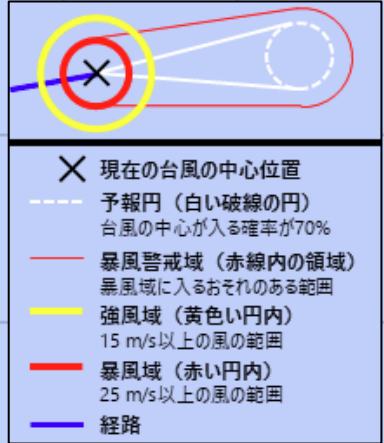 現在の台風の中心位置
予報円（白い破線の円）
台風の中心が入る確率が70%
暴風警戒域（赤線内の領域）
暴風域に入るおそれのある範囲
強風域（黄色い円内）
15 m/s以上の風の範囲
暴風域（赤い円内）
25 m/s以上の風の範囲
経路